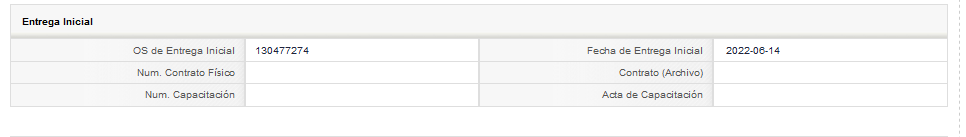 Entrega Inicial
OS de Entrega Inicial 130477274 Fecha de Entrega Inicial 2022-06-14
Num. Contrato Físico Contrato (Archivo)
Num. Capacitación Acta de Capacitación